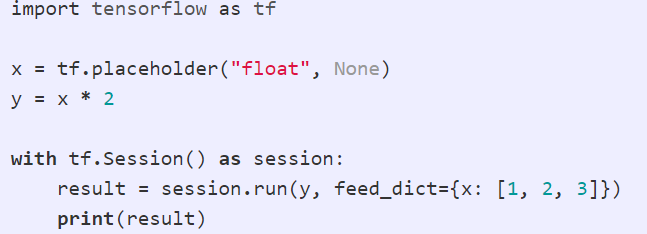 import tensorflow as tf
x = tf.placeholder("float", None)
y = x * 2
with tf.Session() as session:
    result = session.run(y, feed_dict={x: [1, 2, 3]})
    print(result)